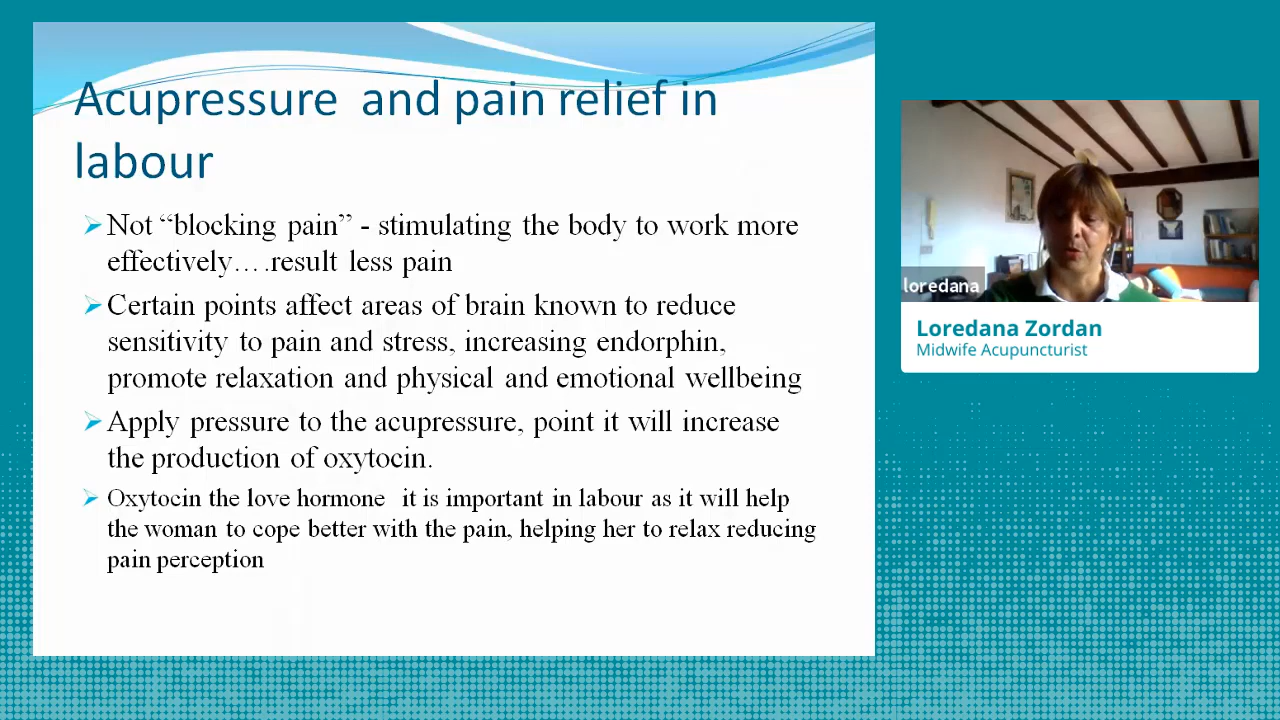 Acupressure  and pain relief in
labour
Not “blocking pain” - stimulating the body to work more
effectively….result less pain
Certain points affect areas of brain known to reduce
sensitivity to pain and stress, increasing endorphin,
promote relaxation and physical and emotional wellbeing
Apply pressure to the acupressure, point it will increase
the production of oxytocin.
Oxytocin the love hormone  it is important in labour as it will help
the woman to cope better with the pain, helping her to relax reducing
pain perception
loredana
Loredana Zordan
Midwife Acupuncturist